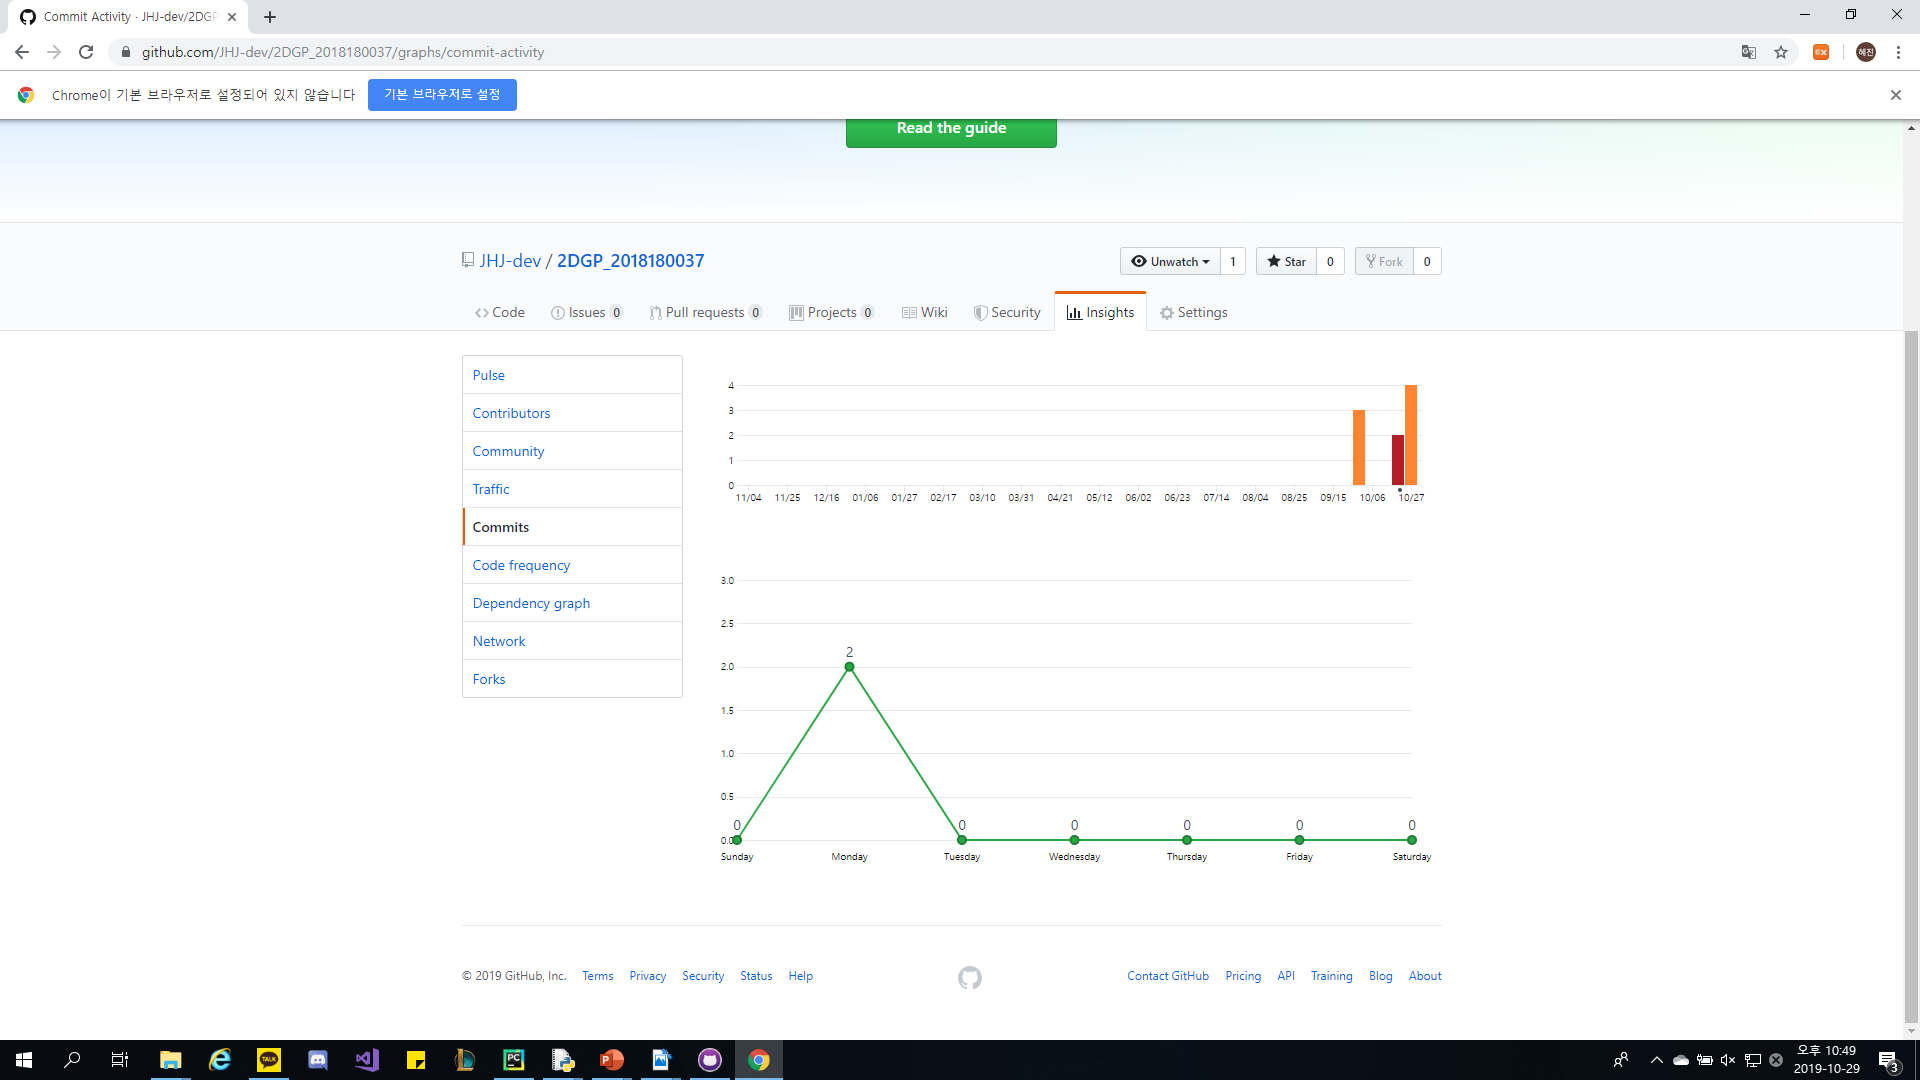 Commit Activity · JHJ-dev/2DGP
github.com/JHJ-dev/2DGP_2018180037/graphs/commit-activity
혜진
Chrome이 기본 브라우저로 설정되어 있지 않습니다 기본 브라우저로 설정
Read the guide
JHJ-dev / 2DGP_2018180037
Unwatch 1 Star 0 Fork 0
Code Issues 0 Pull requests 0 Projects 0 Wiki Security Insights Settings
Pulse
Contributors
Community
Traffic
Commits
Code frequency
Dependency graph
Network
Forks
4
3
2
1
0
11/04 11/25 12/16 01/06 01/27 02/17 03/10 03/31 04/21 05/12 06/02 06/23 07/14 08/04 08/25 09/15 10/06 10/27
3.0
2.5
2
2.0
1.5
1.0
0.5
0 0 0 0 0 0
0.0
Sunday Monday Tuesday Wednesday Thursday Friday Saturday
© 2019 GitHub, Inc. Terms Privacy Security Status Help Contact GitHub Pricing API Training Blog About
TALK
PC
오후 10:49
2019-10-29
3